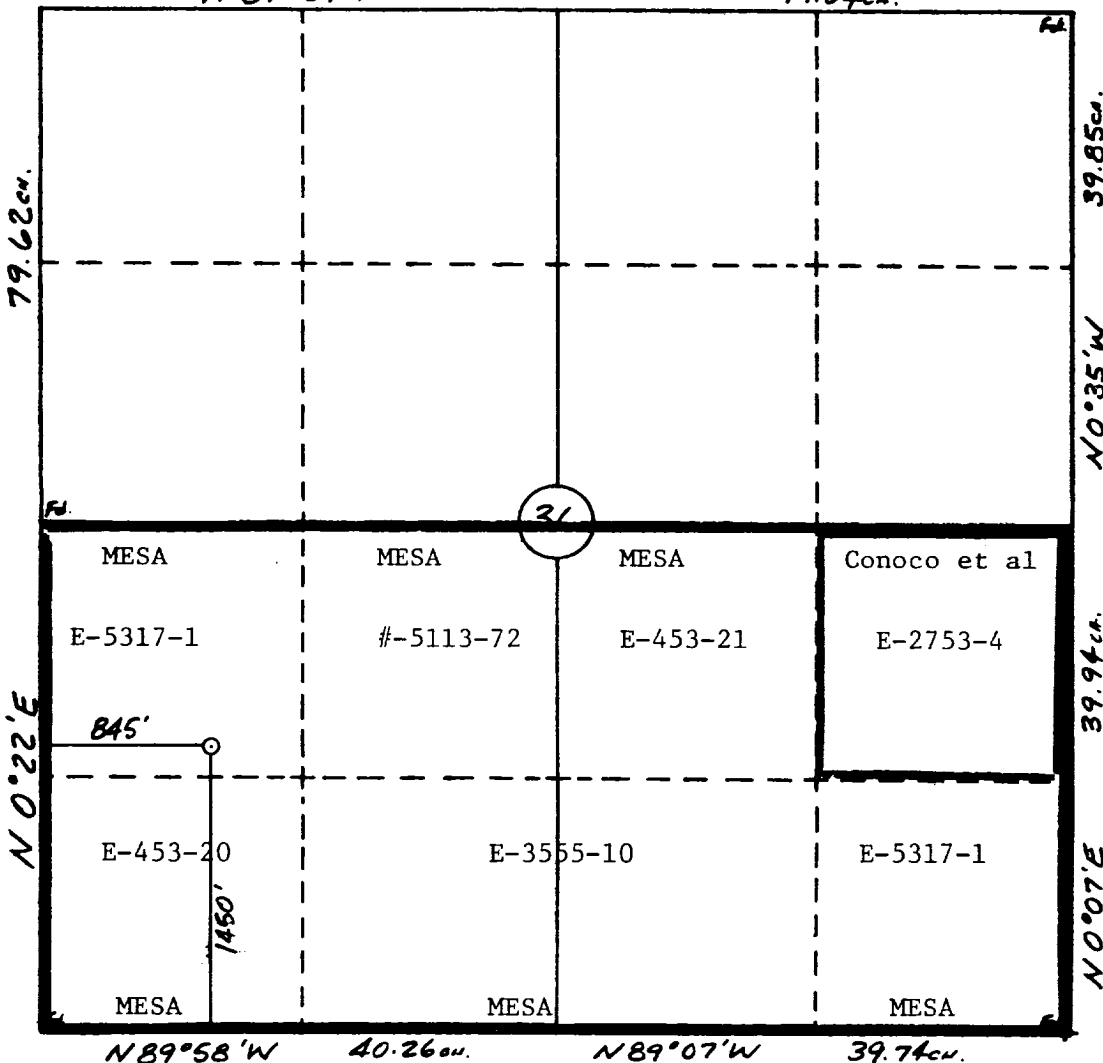 Fd.
39.85CH.
79.62CH.
N0°35'W
Fd.
31
MESA MESA MESA Conoco et al
E-5317-1 #-5113-72 E-453-21 E-2753-4
39.94CH.
N0°22'E
845'
E-453-20 E-3555-10 E-5317-1
1450'
N0°07'E
MESA MESA MESA
N89°58'W 40.26CH. N89°07'W 39.74CH.